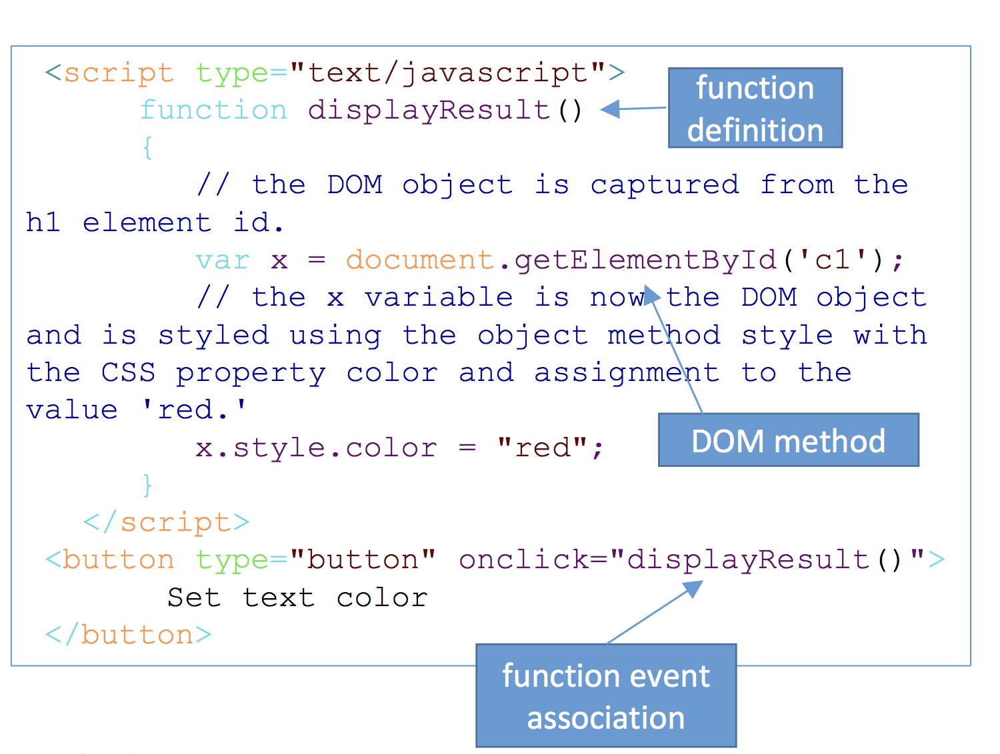 <script type="text/javascript">
function displayResult()
{
// the DOM object is captured from the
h1 element id.
var x = document.getElementById('c1');
// the x variable is now the DOM object
and is styled using the object method style with
the CSS property color and assignment to the
value 'red.'
x.style.color = "red";
}
</script>
<button type="button" onclick="displayResult()">
Set text color
</button>
function
definition
DOM method
function event
association